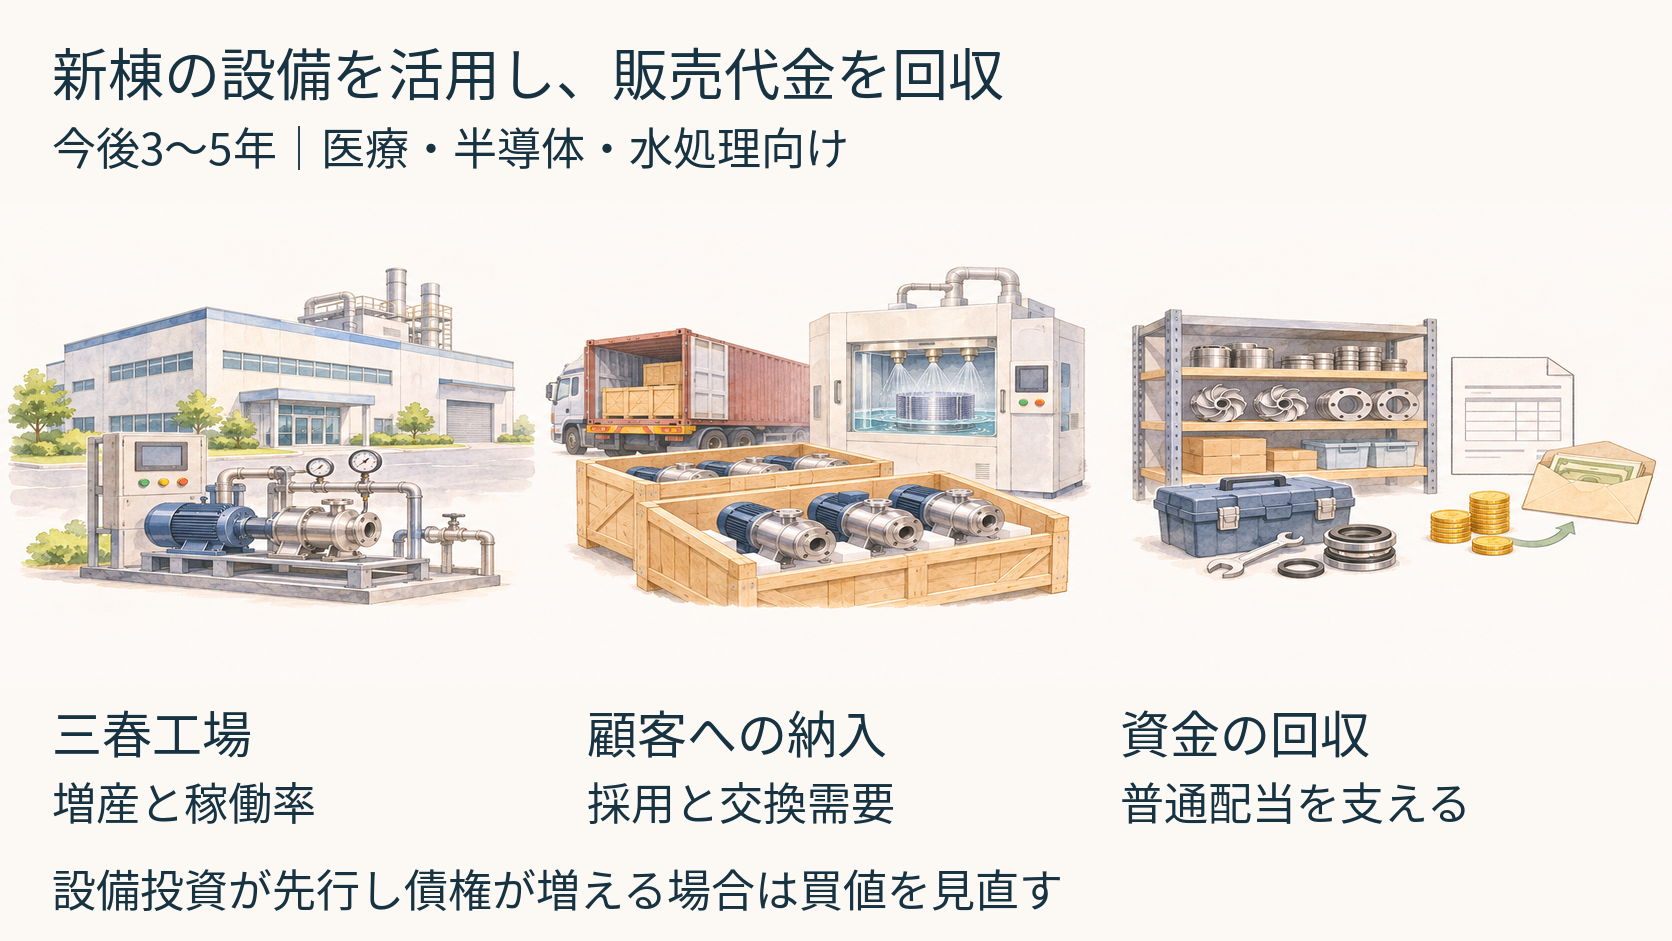 新棟の設備を活用し、販売代金を回収
今後3〜5年｜医療・半導体・水処理向け
三春工場
増産と稼働率
顧客への納入
採用と交換需要
資金の回収
普通配当を支える
設備投資が先行し債権が増える場合は買値を見直す